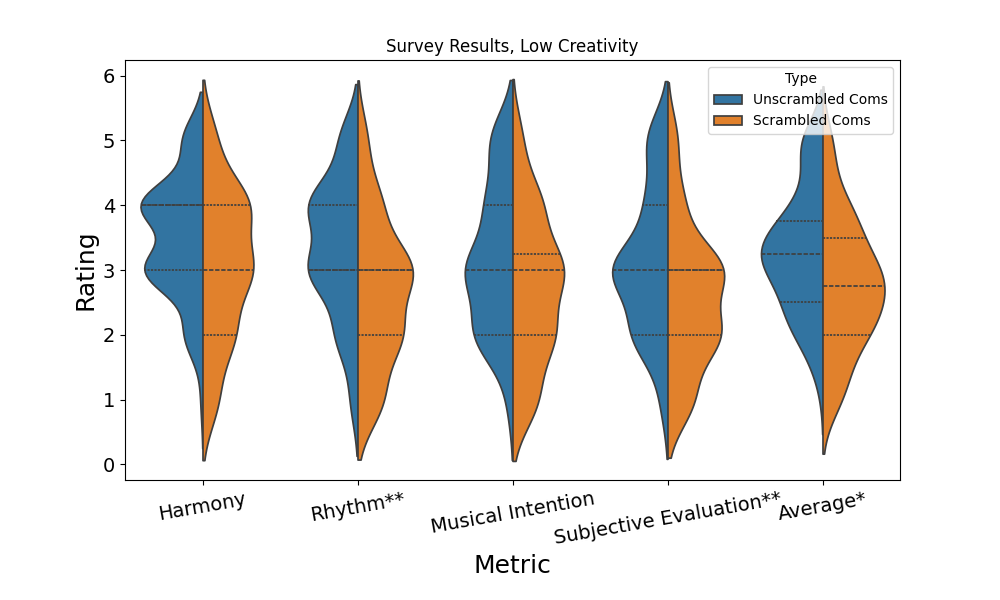 Survey Results, Low Creativity
Type
Unscrambled Coms
Scrambled Coms
Rating
6
5
4
3
2
1
0
Harmony
Rhythm**
Musical Intention
Subjective Evaluation**
Average*
Metric